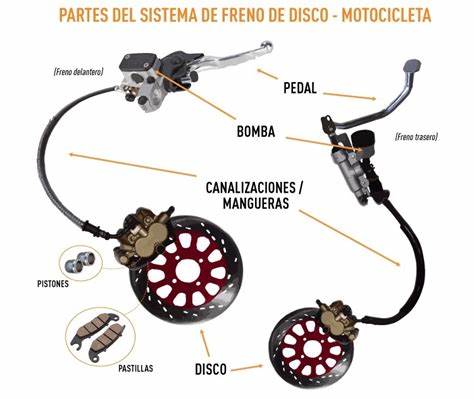 PARTES DEL SISTEMA DE FRENO DE DISCO - MOTOCICLETA
(Freno delantero)
PEDAL
BOMBA
(Freno trasero)
CANALIZACIONES /
MANGUERAS
PISTONES
PASTILLAS
DISCO